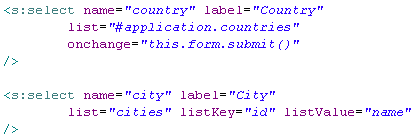 <s:select name="country" label="Country"
list="#application.countries"
onchange="this.form.submit()"
/>
<s:select name="city" label="City"
list="cities" listKey="id" listValue="name"
/>